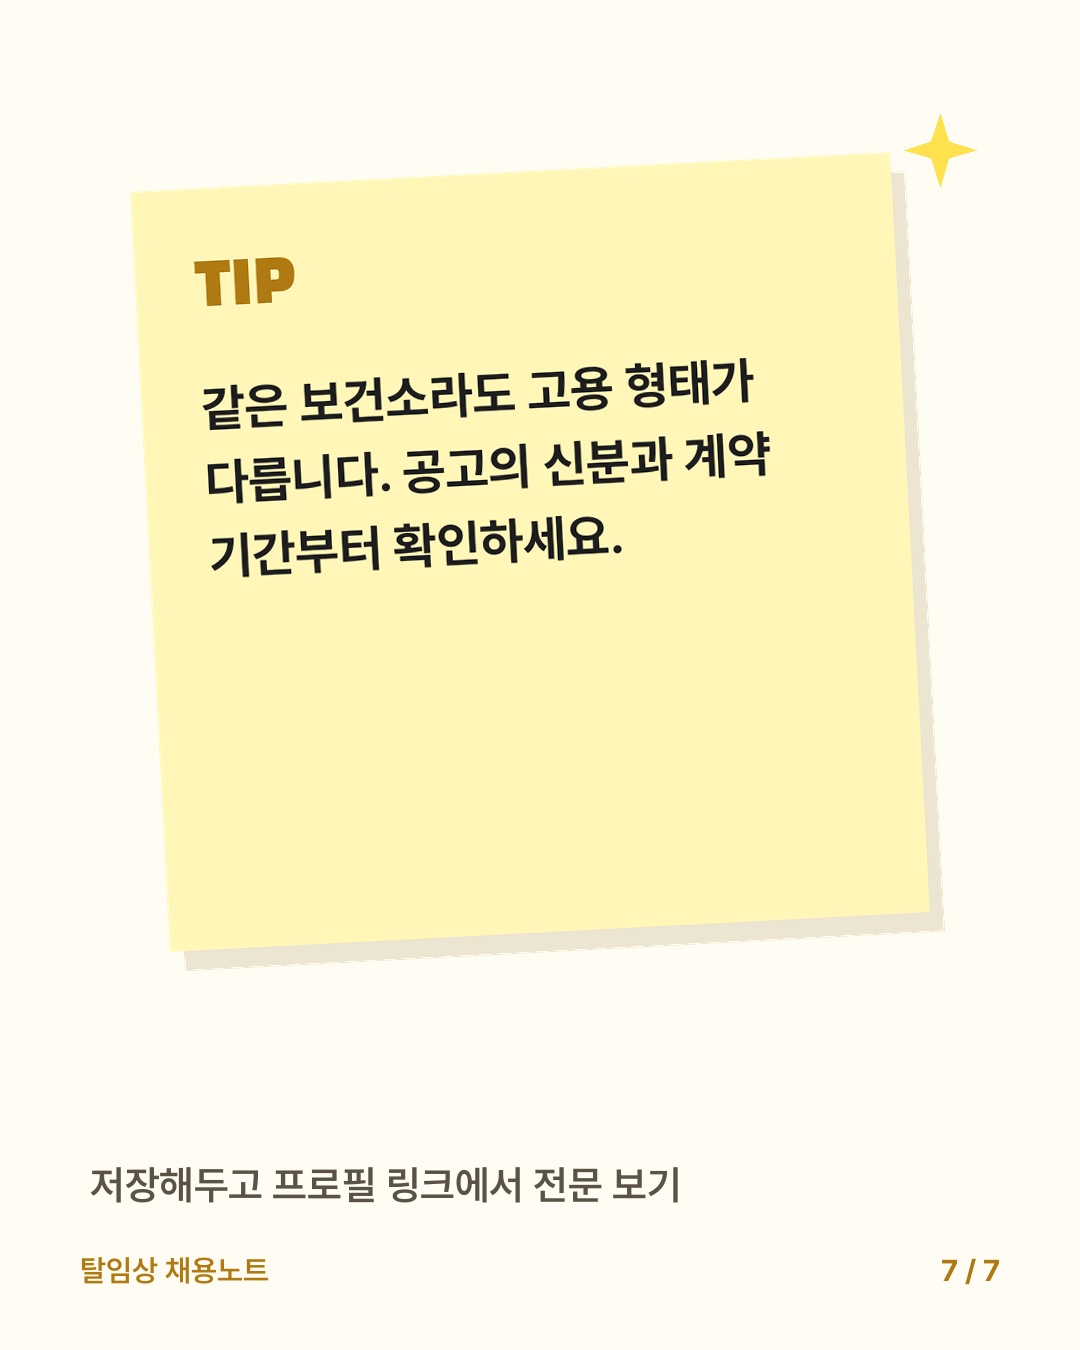 TIP
같은 보건소라도 고용 형태가
다릅니다. 공고의 신분과 계약
기간부터 확인하세요.
저장해두고 프로필 링크에서 전문 보기
탈임상 채용노트
7 / 7